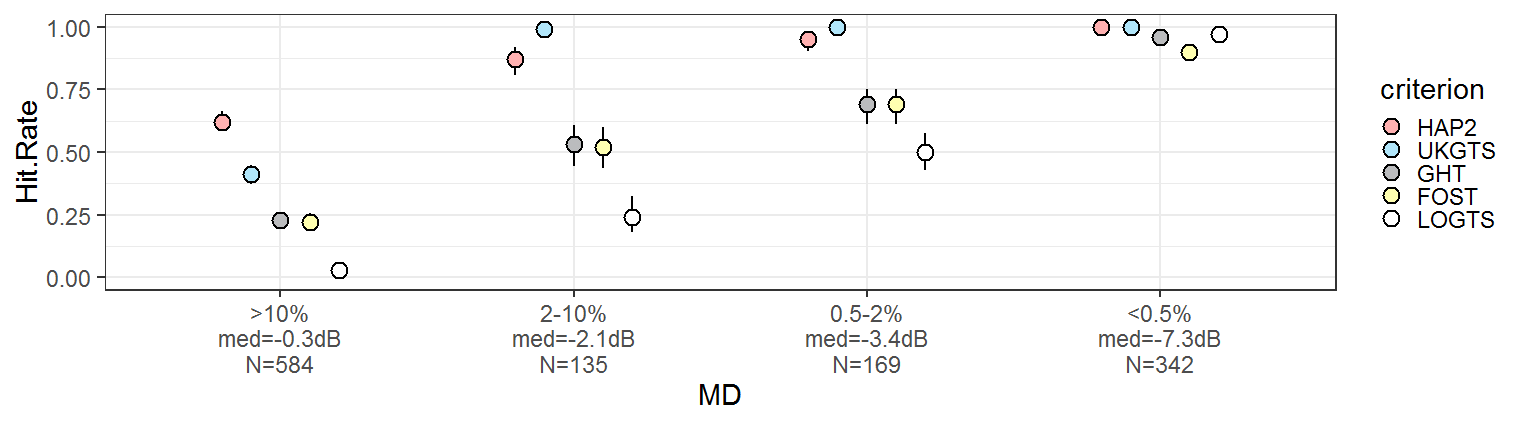 Hit.Rate
1.00
0.75
0.50
0.25
0.00
>10%
med=-0.3dB
N=584
2-10%
med=-2.1dB
N=135
0.5-2%
med=-3.4dB
N=169
<0.5%
med=-7.3dB
N=342
MD
criterion
HAP2
UKGTS
GHT
FOST
LOGTS